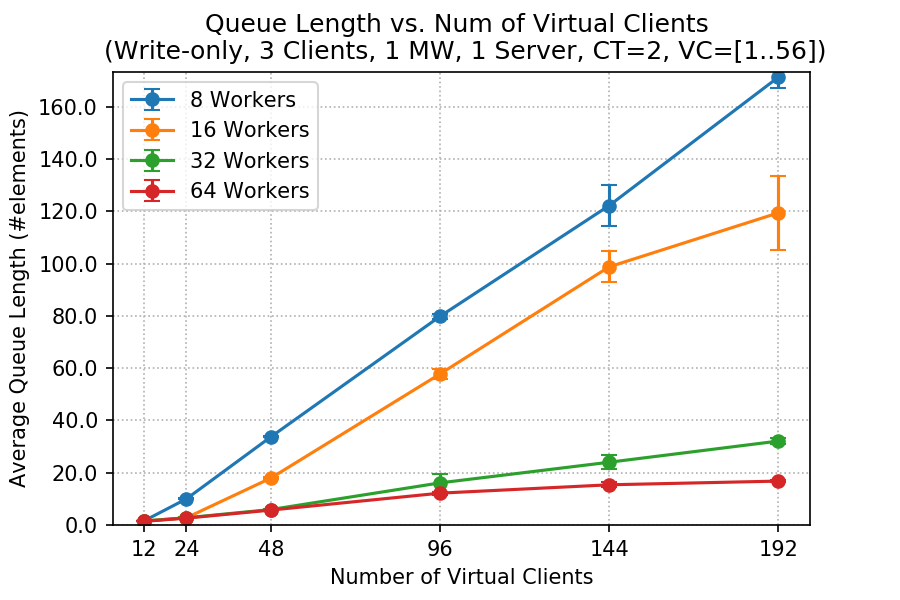 Queue Length vs. Num of Virtual Clients
(Write-only, 3 Clients, 1 MW, 1 Server, CT=2, VC=[1..56])
8 Workers
16 Workers
32 Workers
64 Workers
Average Queue Length (#elements)
160.0
140.0
120.0
100.0
80.0
60.0
40.0
20.0
0.0
12 24 48 96 144 192
Number of Virtual Clients